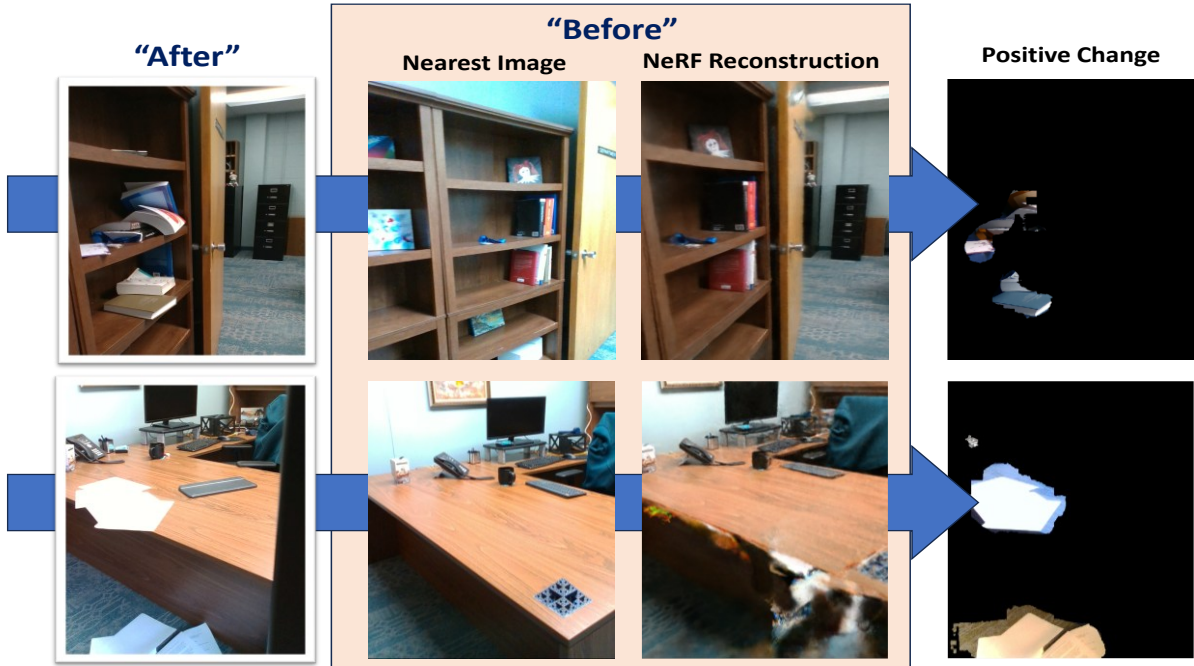 “Before”
“After”
Nearest Image
NeRF Reconstruction
Positive Change